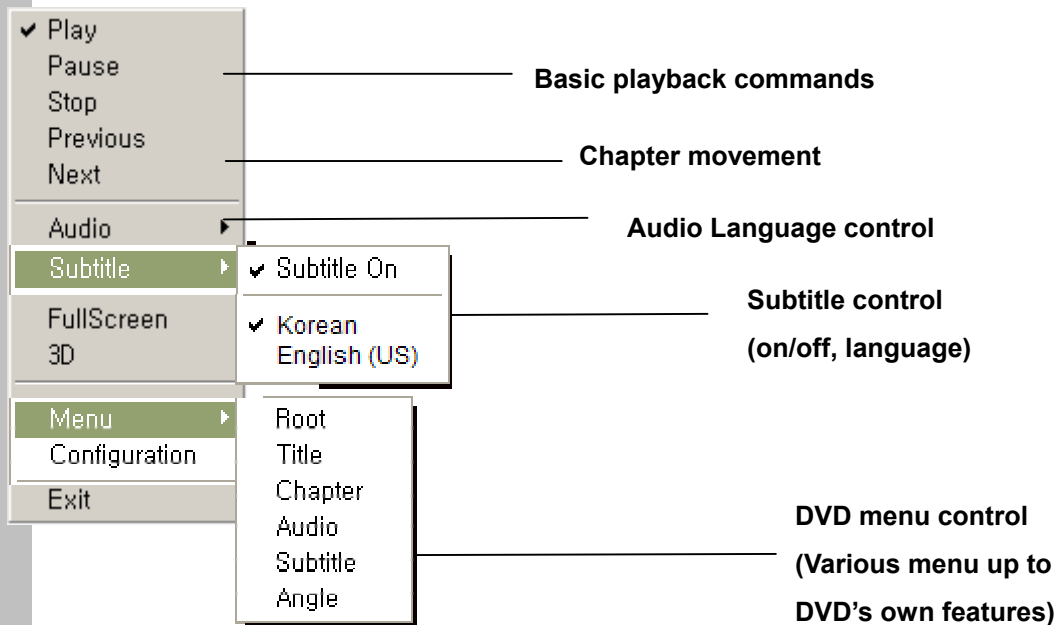 Play
Pause
Stop
Previous
Next
Audio
Subtitle
FullScreen
3D
Menu
Configuration
Exit
Subtitle On
Korean
English (US)
Root
Title
Chapter
Audio
Subtitle
Angle
Basic playback commands
Chapter movement
Audio Language control
Subtitle control
(on/off, language)
DVD menu control
(Various menu up to
DVD's own features)